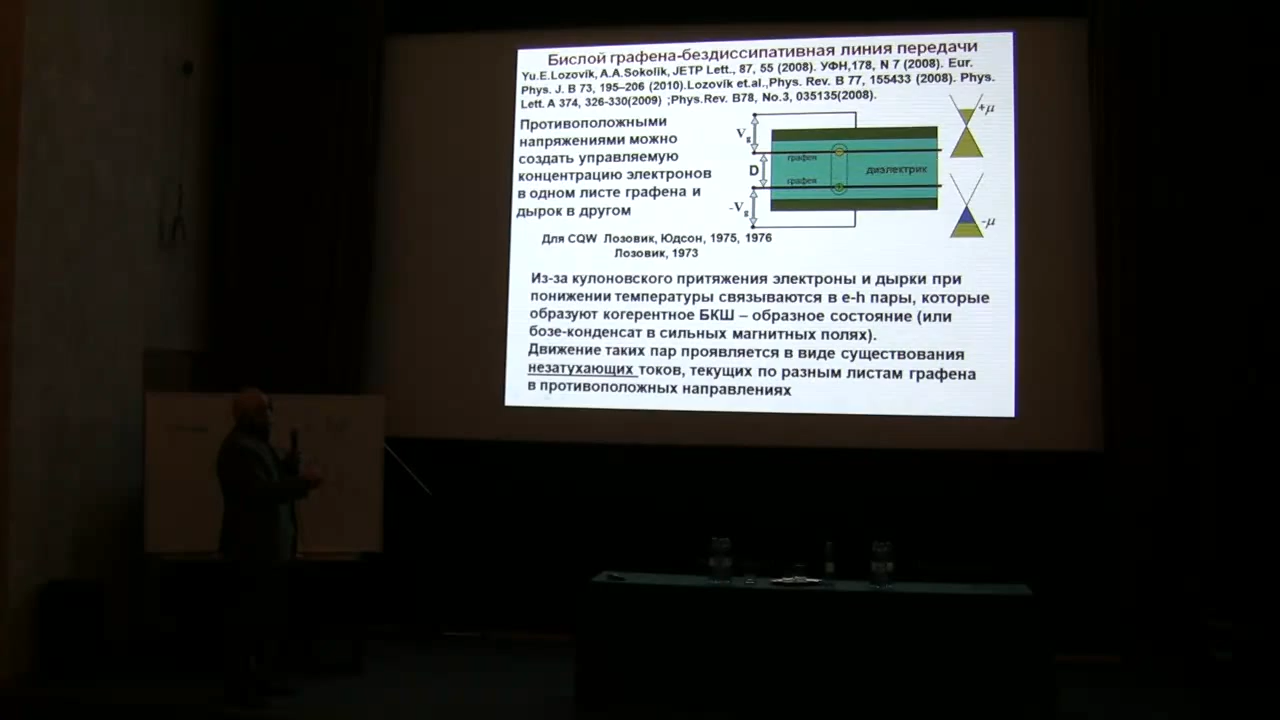 Бислой графена-бездиссипативная линия передачи
Yu.E.Lozovik, A.A.Sokolik, JETP Lett., 87, 55 (2008). УФН,178, N 7 (2008). Eur.
Phys. J. B 73, 195–206 (2010).Lozovik et.al.,Phys. Rev. B 77, 155433 (2008). Phys.
Lett. A 374, 326-330(2009) ;Phys.Rev. B78, No.3, 035135(2008).
Противоположными
напряжениями можно
создать управляемую
концентрацию электронов
в одном листе графена и
дырок в другом
Vg
D
-Vg
графен
графен
диэлектрик
+μ
-μ
Для CQW Лозовик, Юдсон, 1975, 1976
Лозовик, 1973
Из-за кулоновского притяжения электроны и дырки при
понижении температуры связываются в e-h пары, которые
образуют когерентное БКШ – образное состояние (или
бозе-конденсат в сильных магнитных полях).
Движение таких пар проявляется в виде существования
незатухающих токов, текущих по разным листам графена
в противоположных направлениях